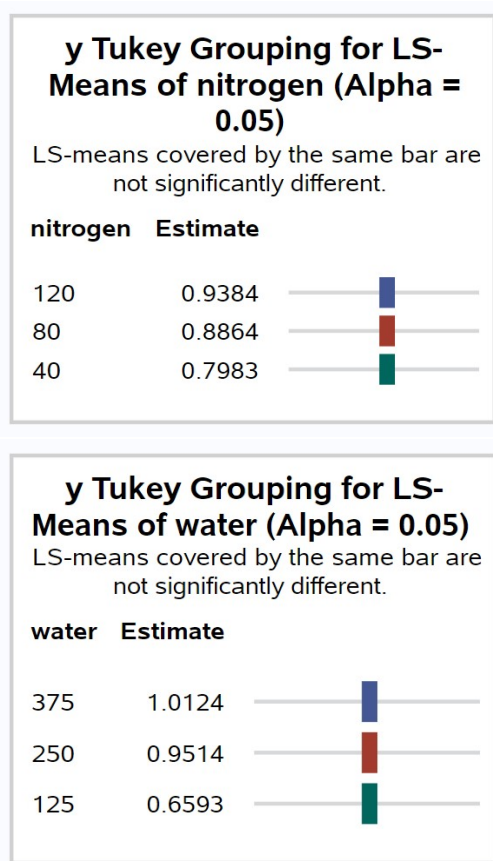 y Tukey Grouping for LS-
Means of nitrogen (Alpha =
0.05)
LS-means covered by the same bar are
not significantly different.
nitrogen Estimate
120 0.9384
80 0.8864
40 0.7983
y Tukey Grouping for LS-
Means of water (Alpha = 0.05)
LS-means covered by the same bar are
not significantly different.
water Estimate
375 1.0124
250 0.9514
125 0.6593